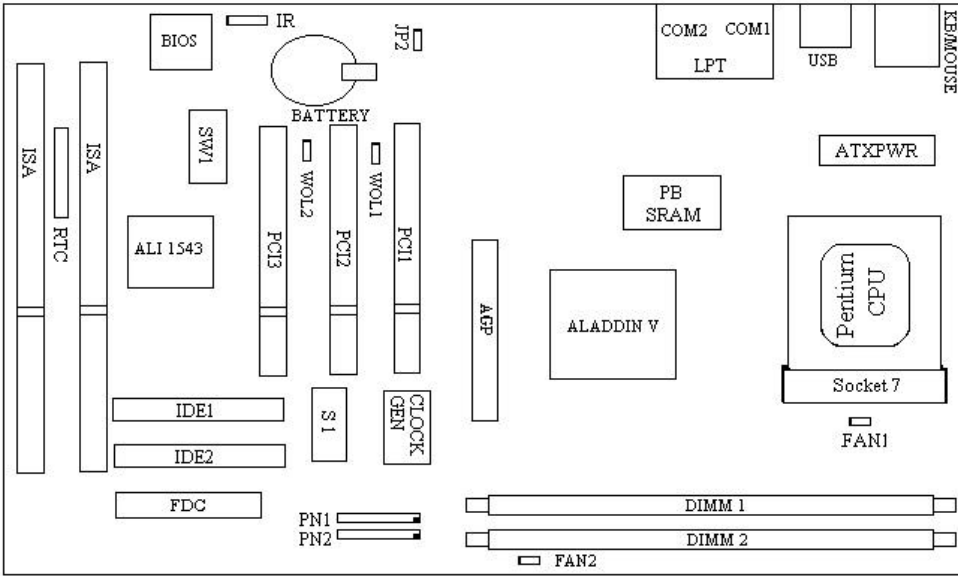 IR
BIOS
JP2
COM2 COM1
LPT
USB
KB/MOUSE
BATTERY
ISA
RTC
ISA
SW1
WOL2
WOL1
ATXPWR
PB
SRAM
ALI 1543
PCI3
PCI2
PCI1
AGP
ALADDIN V
Pentium
CPU
Socket 7
FAN1
IDE1
IDE2
S1
CLOCK
GEN
FDC
PN1
PN2
DIMM 1
DIMM 2
FAN2